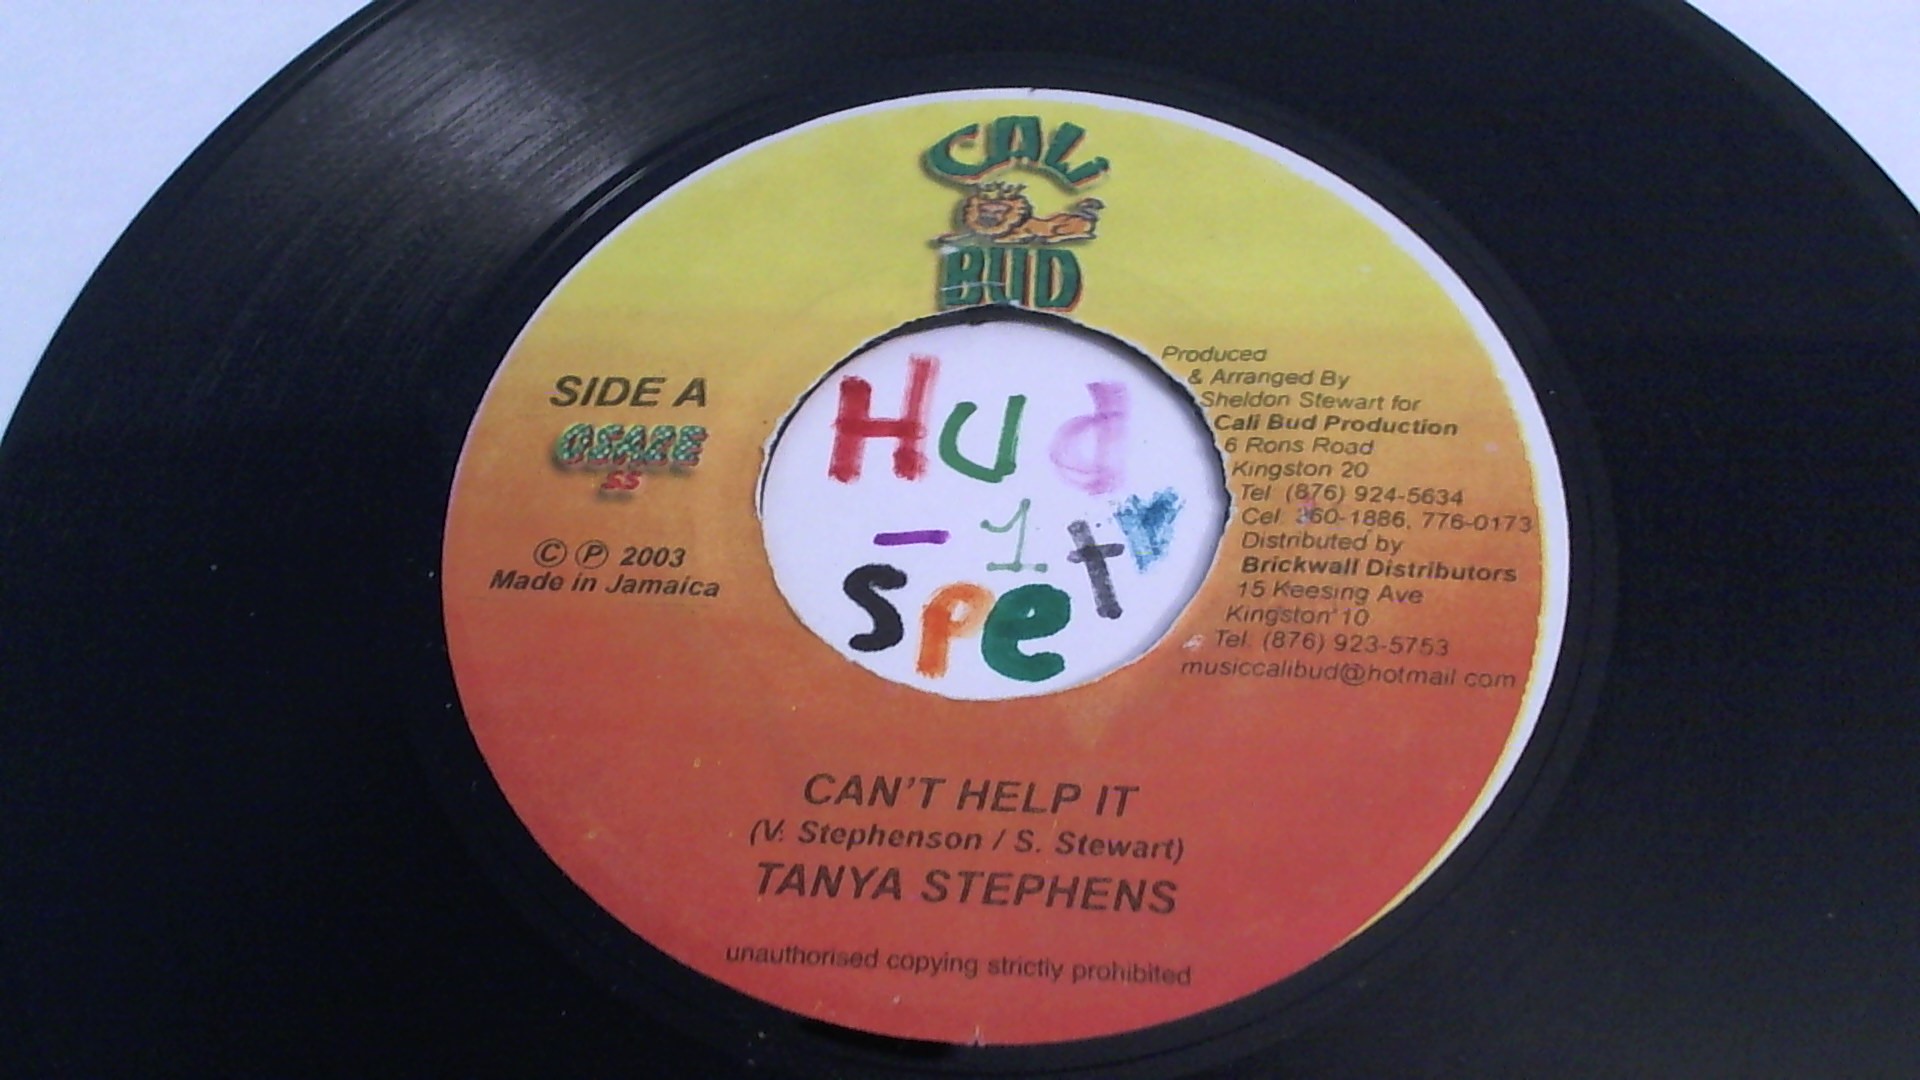 CALi
BUD
SIDE A
SS
© ℗ 2003
Made in Jamaica
Hud
- 1
spety
Produced
& Arranged By
Sheldon Stewart for
Cali Bud Production
6 Rons Road
Kingston 20
Tel (876) 924-5634
Cel. 360-1886, 776-0173
Distributed by
Brickwall Distributors
15 Keesing Ave
Kingston 10
Tel. (876) 923-5753
musiccalibud@hotmail.com
CAN'T HELP IT
(V. Stephenson / S. Stewart)
TANYA STEPHENS
unauthorised copying strictly prohibited